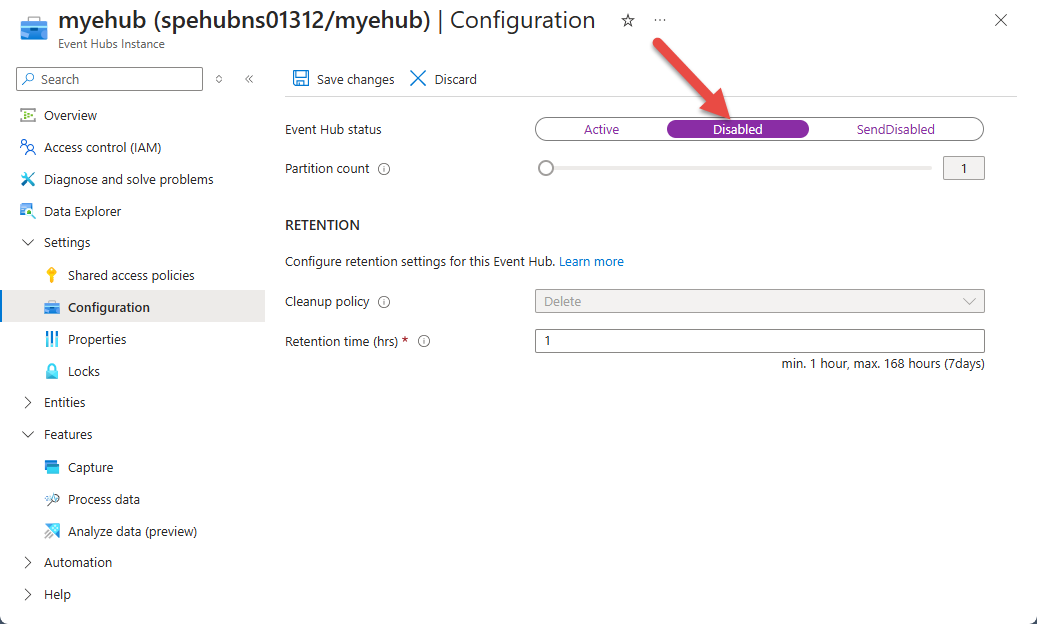 myehub (spehubns01312/myehub) | Configuration
Event Hubs Instance
Search
Overview
Access control (IAM)
Diagnose and solve problems
Data Explorer
Settings
Shared access policies
Configuration
Properties
Locks
Entities
Features
Capture
Process data
Analyze data (preview)
Automation
Help
Save changes Discard
Event Hub status Active Disabled SendDisabled
Partition count 1
RETENTION
Configure retention settings for this Event Hub. Learn more
Cleanup policy Delete
Retention time (hrs) * 1
min. 1 hour, max. 168 hours (7days)